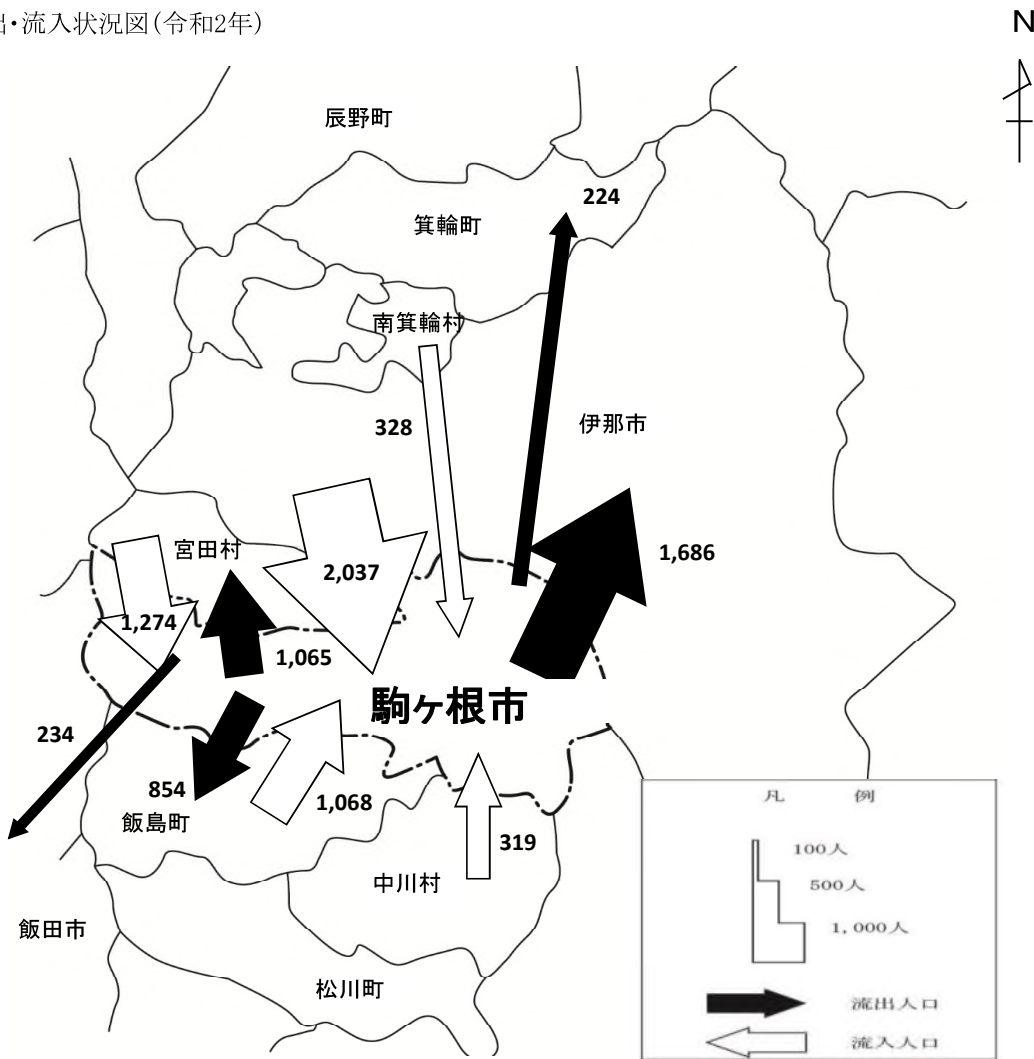 出・流入状況図(令和2年)
N
辰野町
224
箕輪町
南箕輪村
328
伊那市
宮田村
2,037
1,686
1,274
1,065
駒ヶ根市
234
854
1,068
飯島町
319
中川村
飯田市
松川町
凡 例
100人
500人
1,000人
流出人口
流入人口